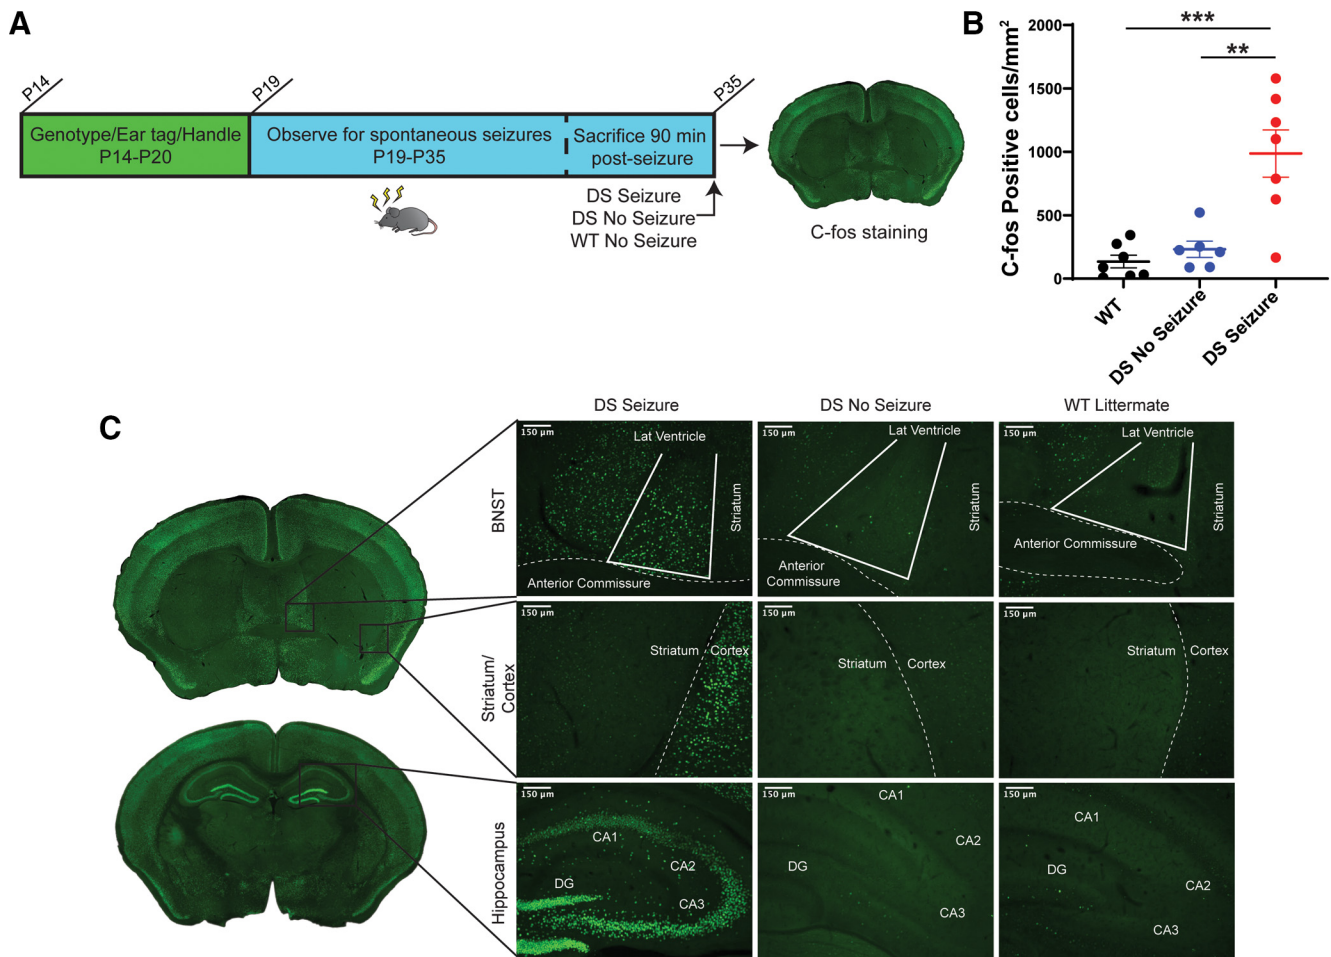 A
P14
P19
P35
Genotype/Ear tag/Handle
P14-P20
Observe for spontaneous seizures
P19-P35
Sacrifice 90 min
post-seizure
DS Seizure
DS No Seizure
WT No Seizure
C-fos staining
B
C-fos Positive cells/mm²
2000
1500
1000
500
0
***
**
WT
DS No Seizure
DS Seizure
C
DS Seizure
DS No Seizure
WT Littermate
BNST
150 µm
Lat Ventricle
Striatum
Anterior Commissure
150 µm
Lat Ventricle
Striatum
Anterior
Commissure
150 µm
Lat Ventricle
Striatum
Anterior Commissure
Striatum/
Cortex
150 µm
Striatum
Cortex
150 µm
Striatum
Cortex
150 µm
Striatum
Cortex
Hippocampus
150 µm
CA1
CA2
DG
CA3
150 µm
CA1
CA2
DG
CA3
150 µm
CA1
DG
CA2
CA3